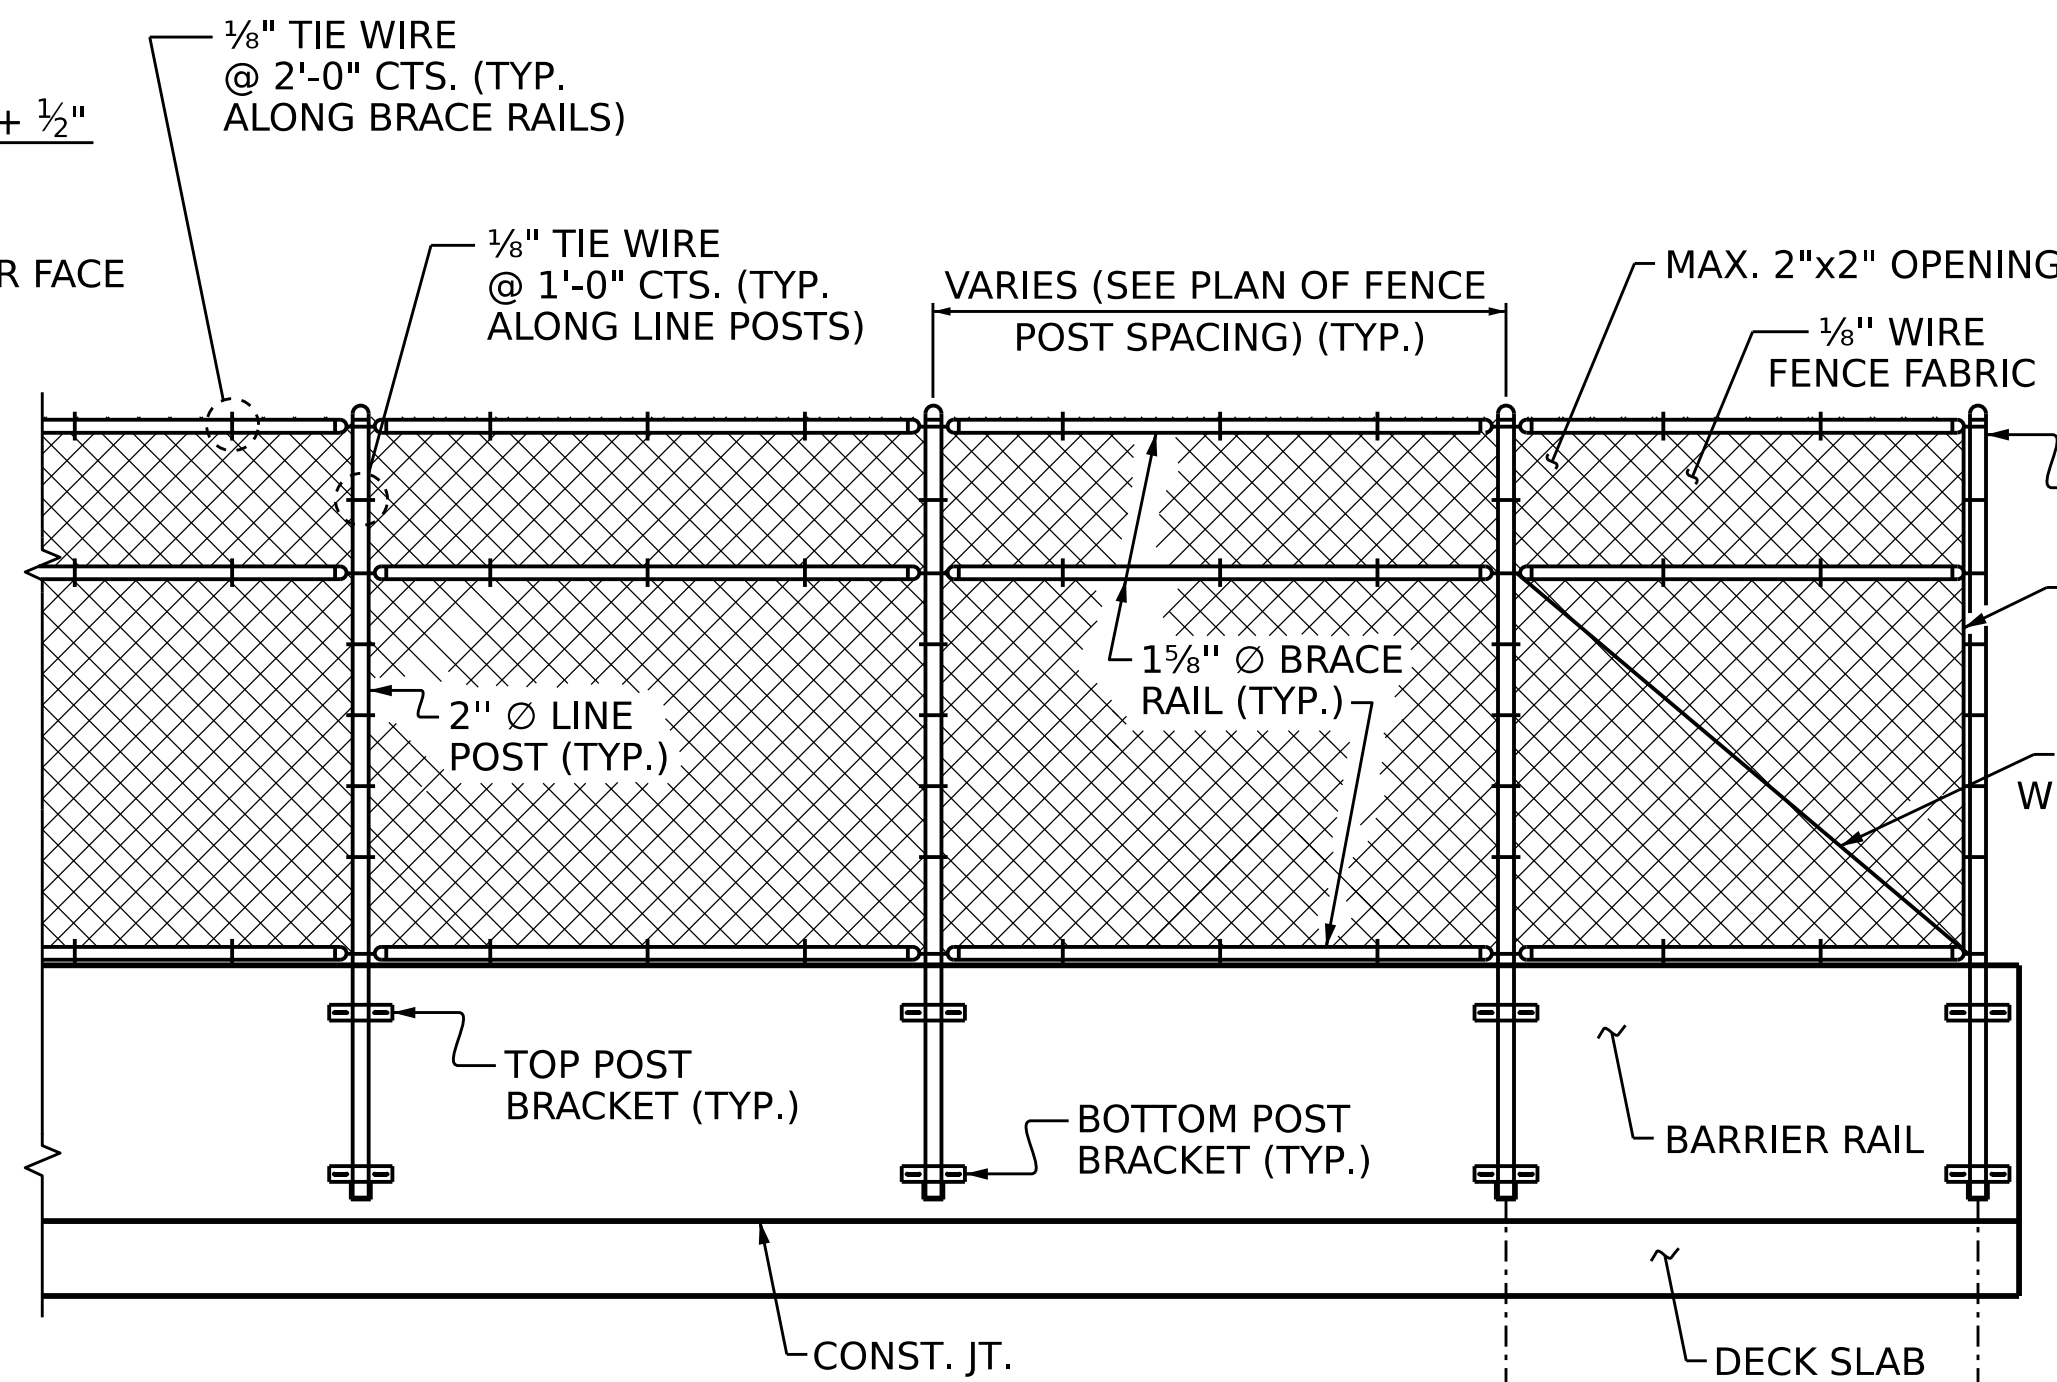 ⅛" TIE WIRE
@ 2'-0" CTS. (TYP.
ALONG BRACE RAILS)
+ ½"
R FACE
⅛" TIE WIRE
@ 1'-0" CTS. (TYP.
ALONG LINE POSTS)
VARIES (SEE PLAN OF FENCE
POST SPACING) (TYP.)
MAX. 2"x2" OPENING
⅛'' WIRE
FENCE FABRIC
1⅝'' ∅ BRACE
RAIL (TYP.)
2'' ∅ LINE
POST (TYP.)
W
TOP POST
BRACKET (TYP.)
BOTTOM POST
BRACKET (TYP.)
BARRIER RAIL
CONST. JT.
DECK SLAB